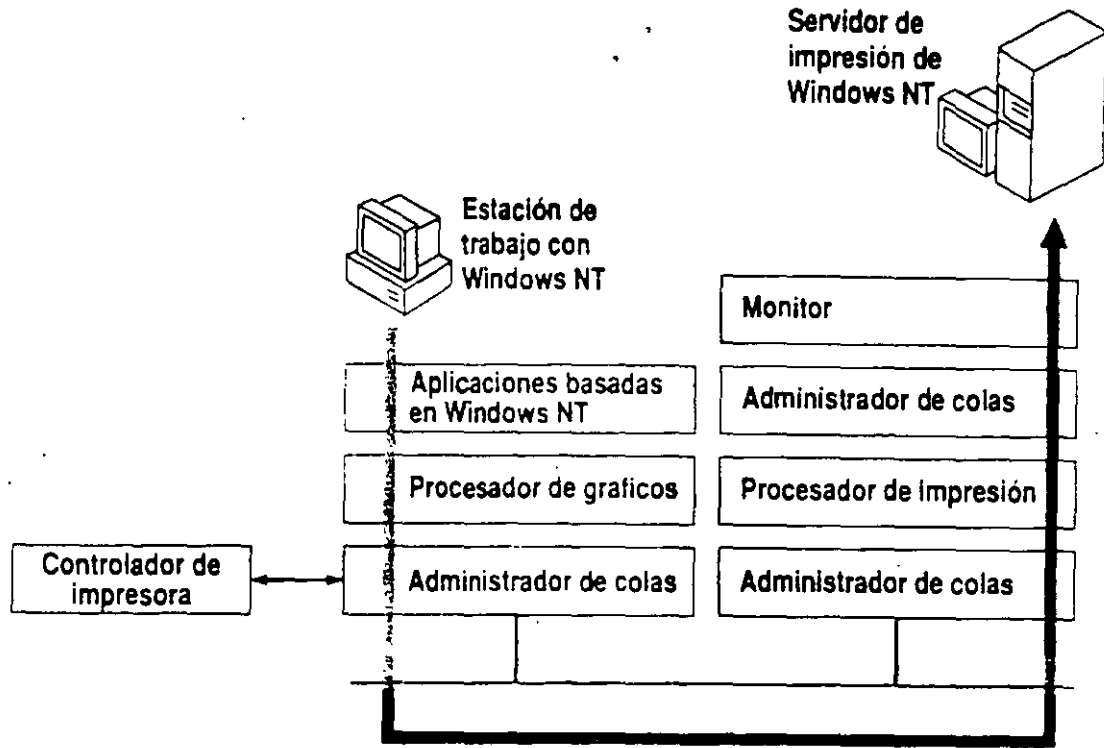 Servidor de
impresión de
Windows NT
Estación de
trabajo con
Windows NT
Monitor
Aplicaciones basadas
en Windows NT
Administrador de colas
Procesador de graficos
Procesador de impresión
Controlador de
impresora
Administrador de colas
Administrador de colas